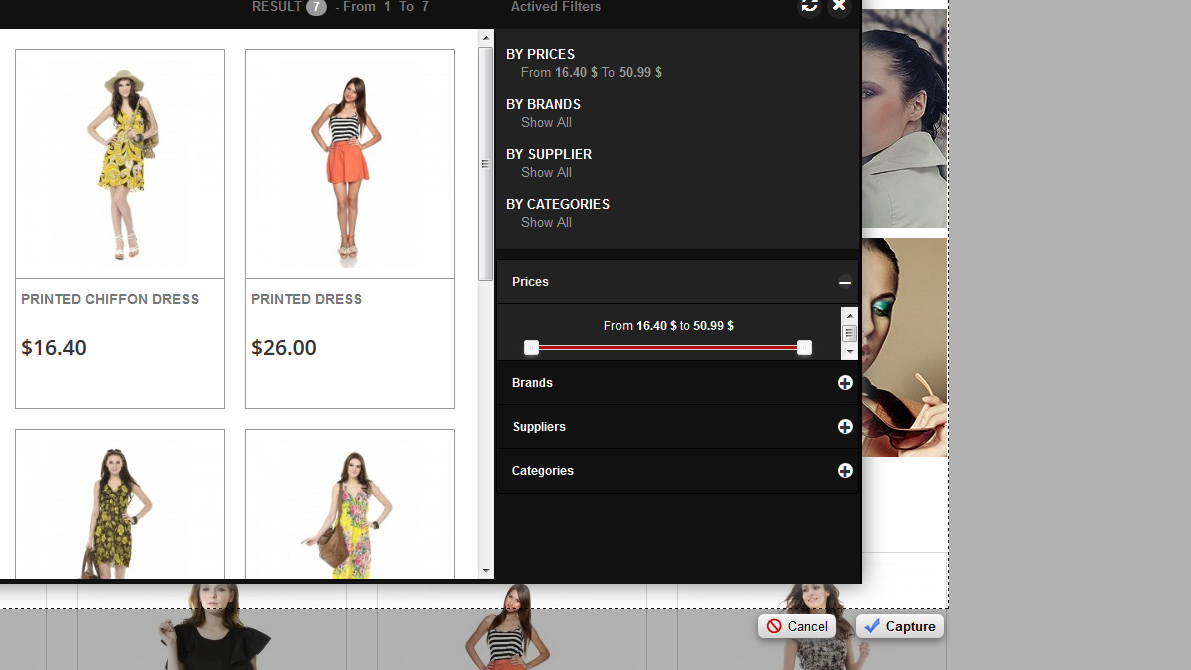 RESULT 7 - From 1 To 7
Actived Filters
PRINTED CHIFFON DRESS
$16.40
PRINTED DRESS
$26.00
BY PRICES
From 16.40 $ To 50.99 $
BY BRANDS
Show All
BY SUPPLIER
Show All
BY CATEGORIES
Show All
Prices
From 16.40 $ to 50.99 $
Brands
Suppliers
Categories
Cancel
Capture